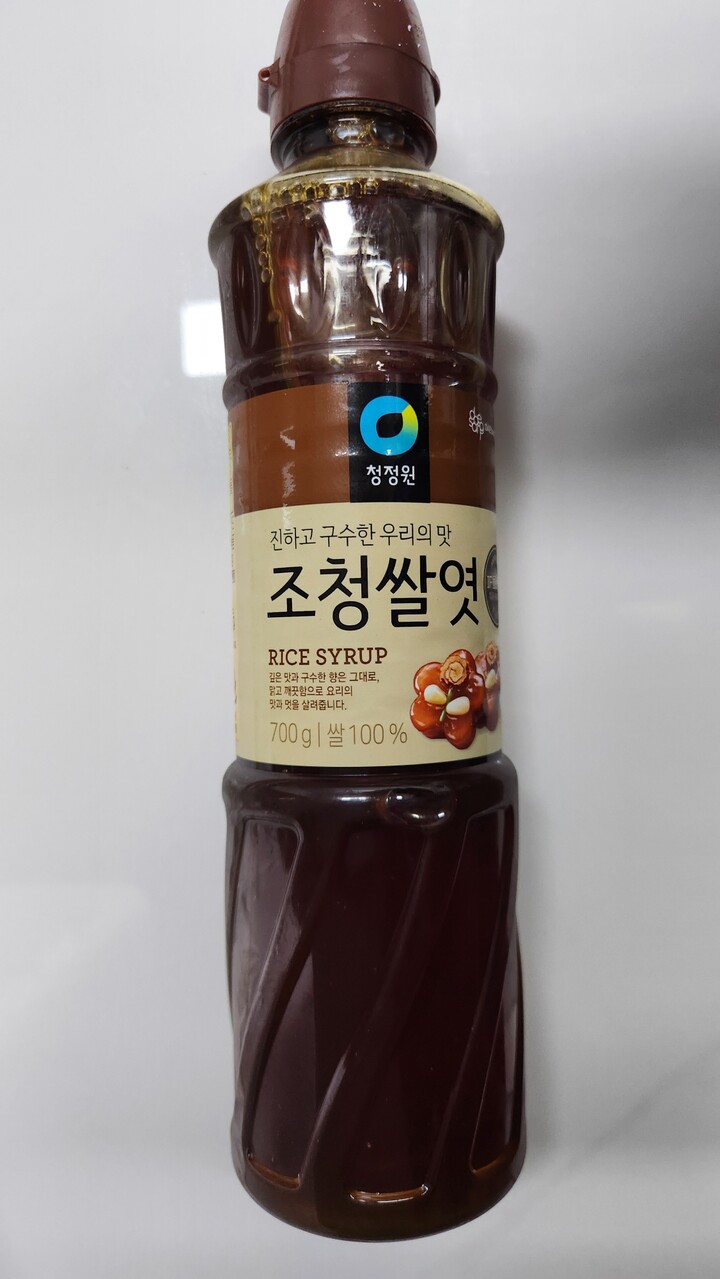 청정원
진하고 구수한 우리의 맛
조청쌀엿
RICE SYRUP
깊은 맛과 구수한 향은 그대로,
맑고 깨끗함으로 요리의
맛과 멋을 살려줍니다.
700g | 쌀 100%